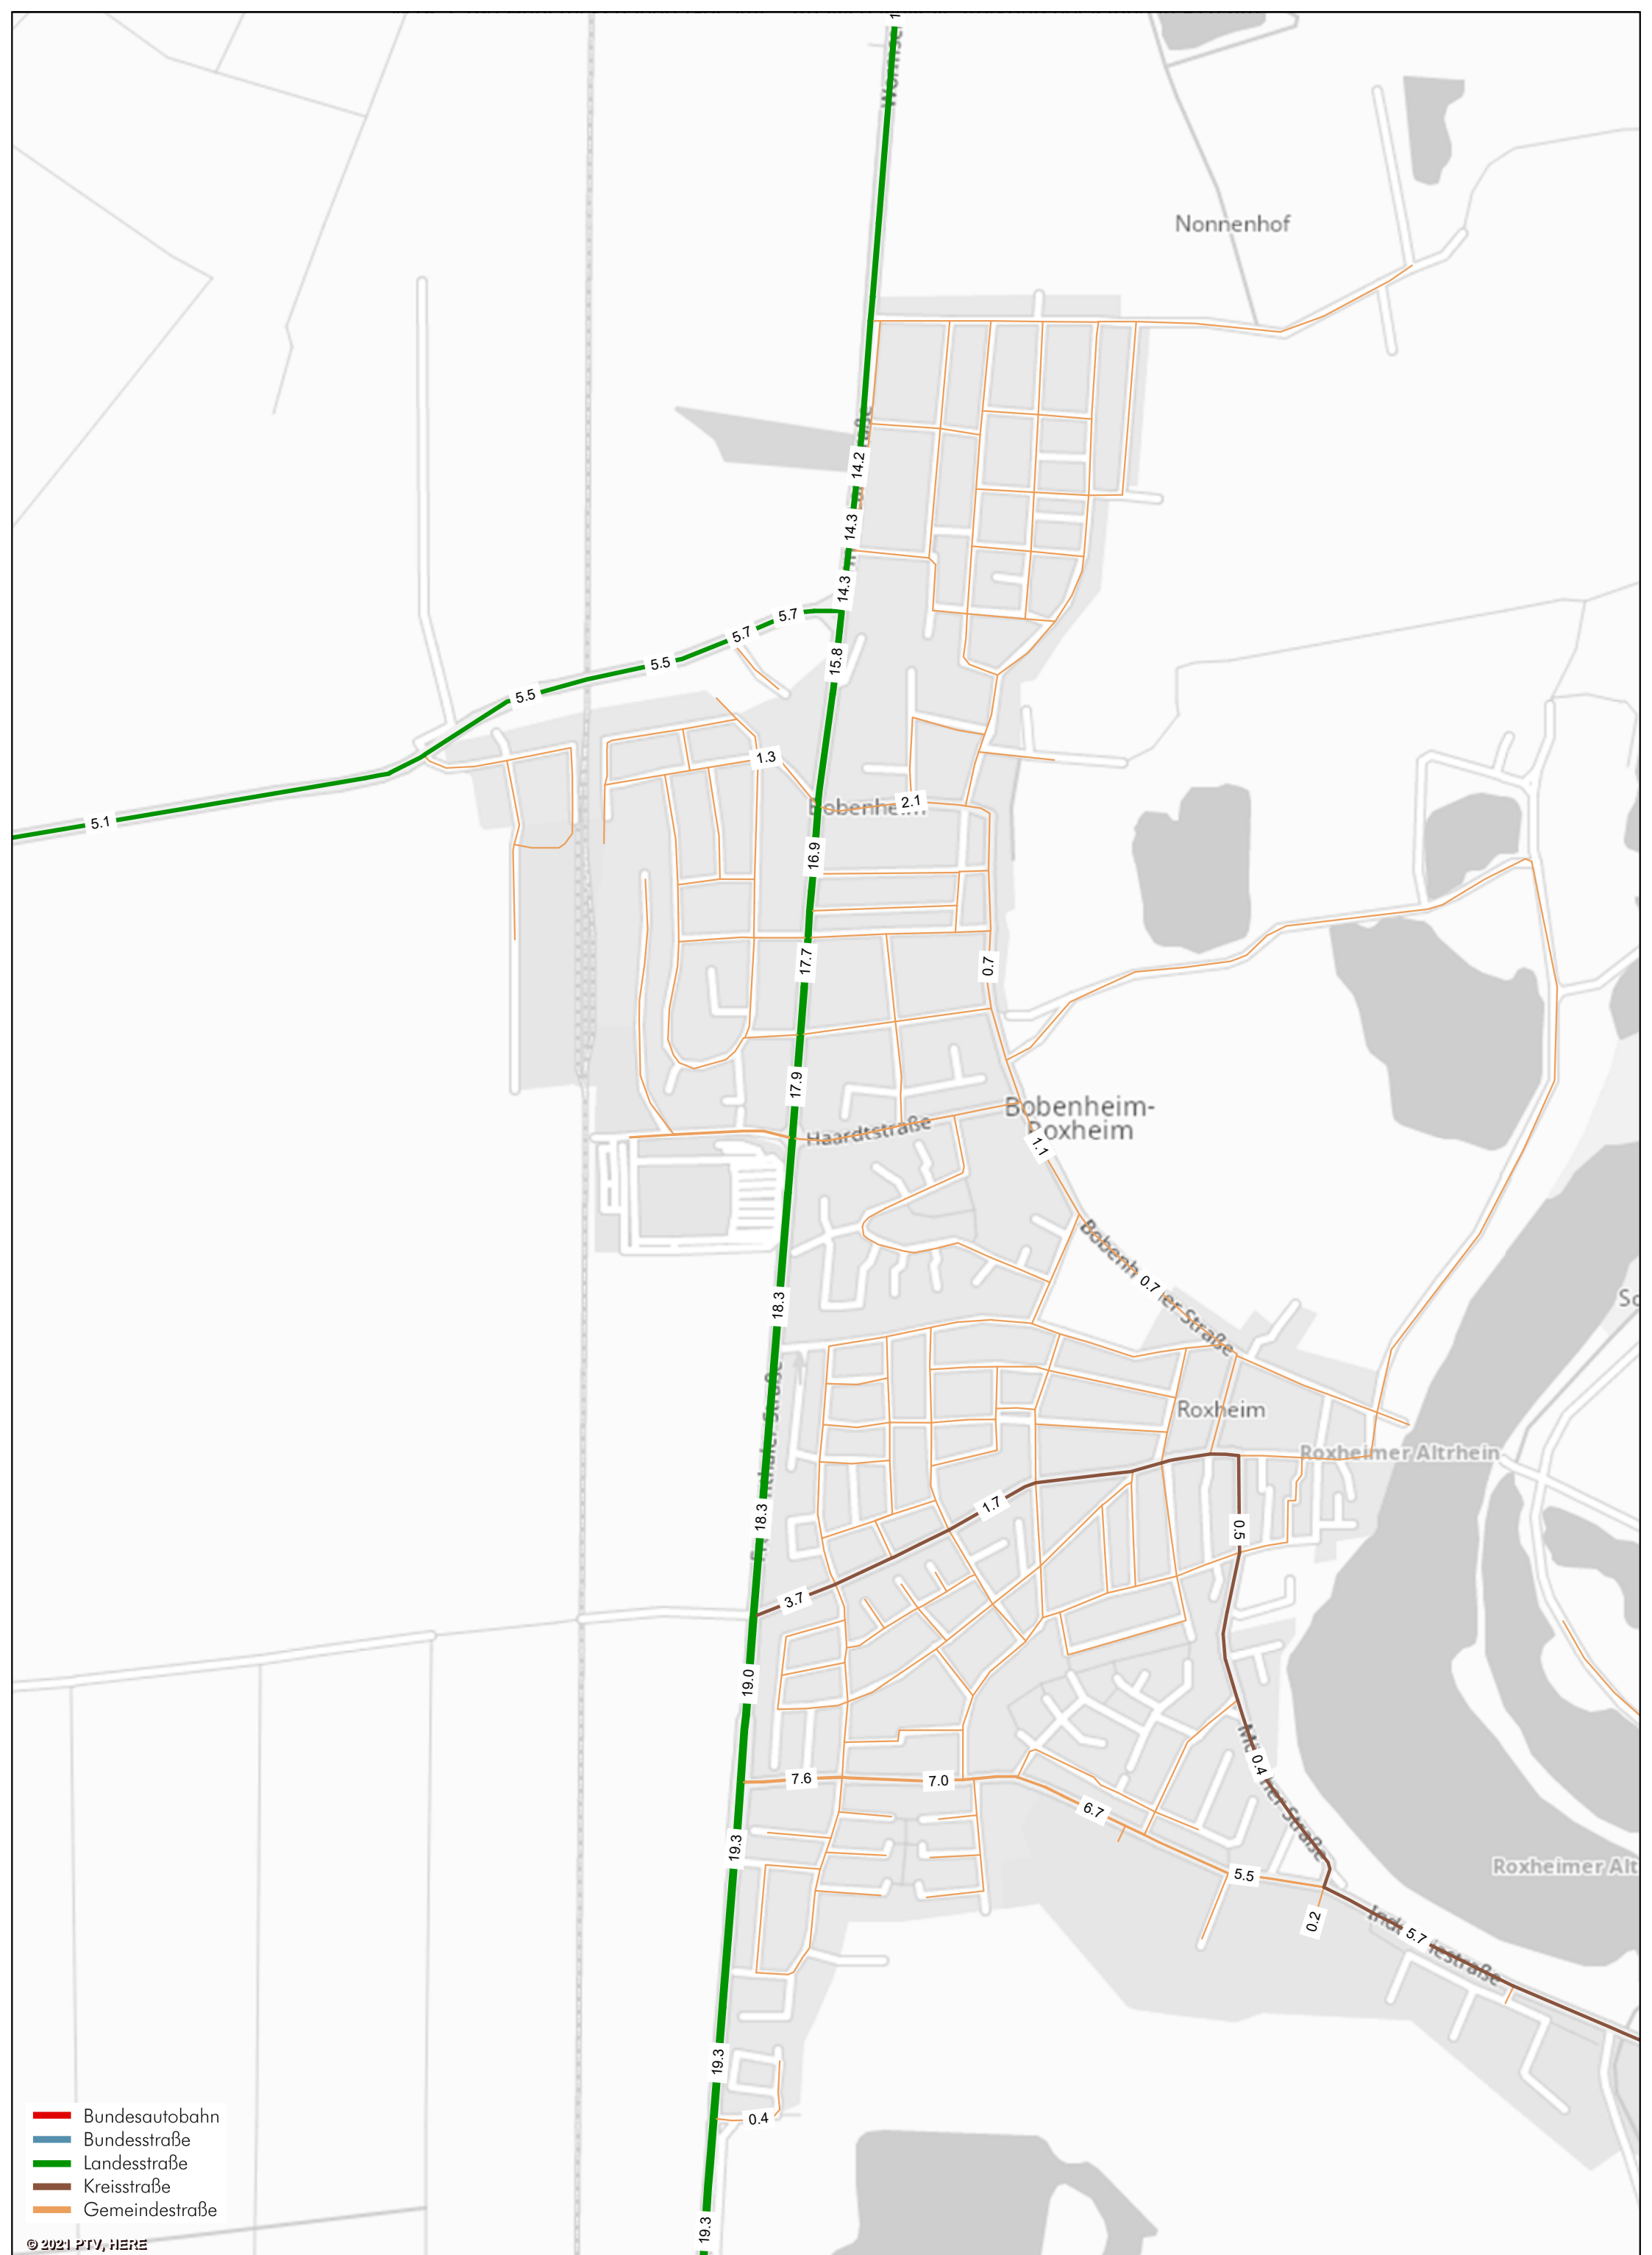 Nonnenhof
14.2
14.3
14.3
5.7
5.7
15.8
5.5
5.5
1.3
Bobenheim
2.1
5.1
16.9
17.7
0.7
17.9
Bobenheim-
Roxheim
Haardtstraße
1.1
0.7
18.3
Roxheim
Roxheimer Altrhein
1.7
18.3
0.5
3.7
19.0
0.4
7.6
7.0
6.7
19.3
5.5
Roxheimer Alt
0.2
5.7
19.3
0.4
19.3
Bundesautobahn
Bundesstraße
Landesstraße
Kreisstraße
Gemeindestraße
© 2021 PTV, HERE